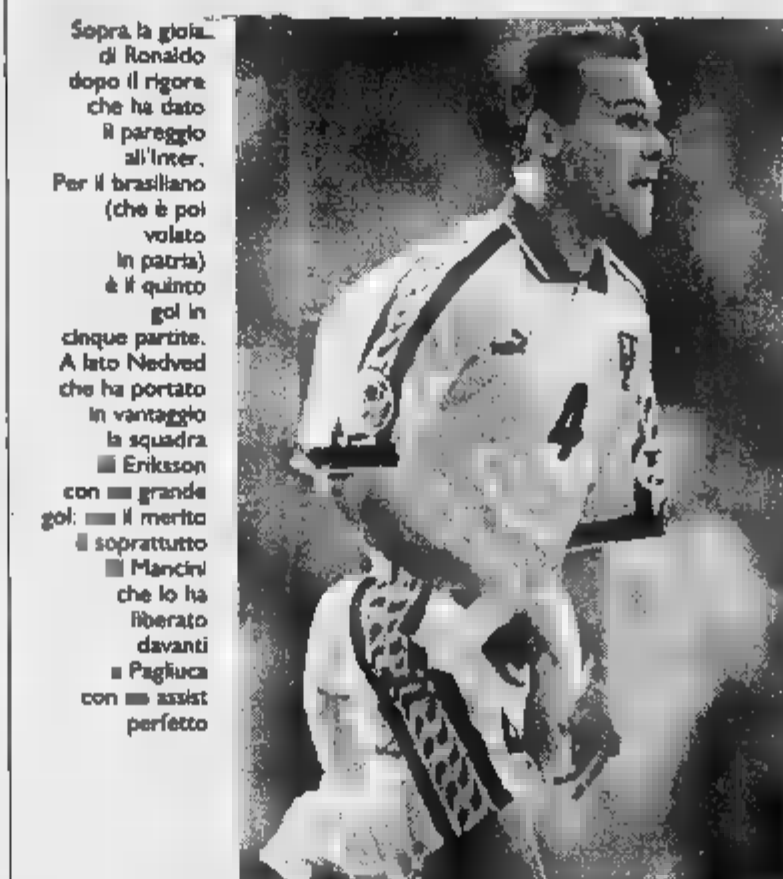 Sopra la gioia
di Ronaldo
dopo il rigore
che ha dato
il pareggio
all'Inter.
Per il brasiliano
(che è poi
volato
in patria)
è il quinto
gol in
cinque partite.
A lato Nedved
che ha portato
in vantaggio
la squadra
Eriksson
con grande
gol: il merito
soprattutto
Mancini
che lo ha
liberato
davanti
Pagliuca
con assist
perfetto
4